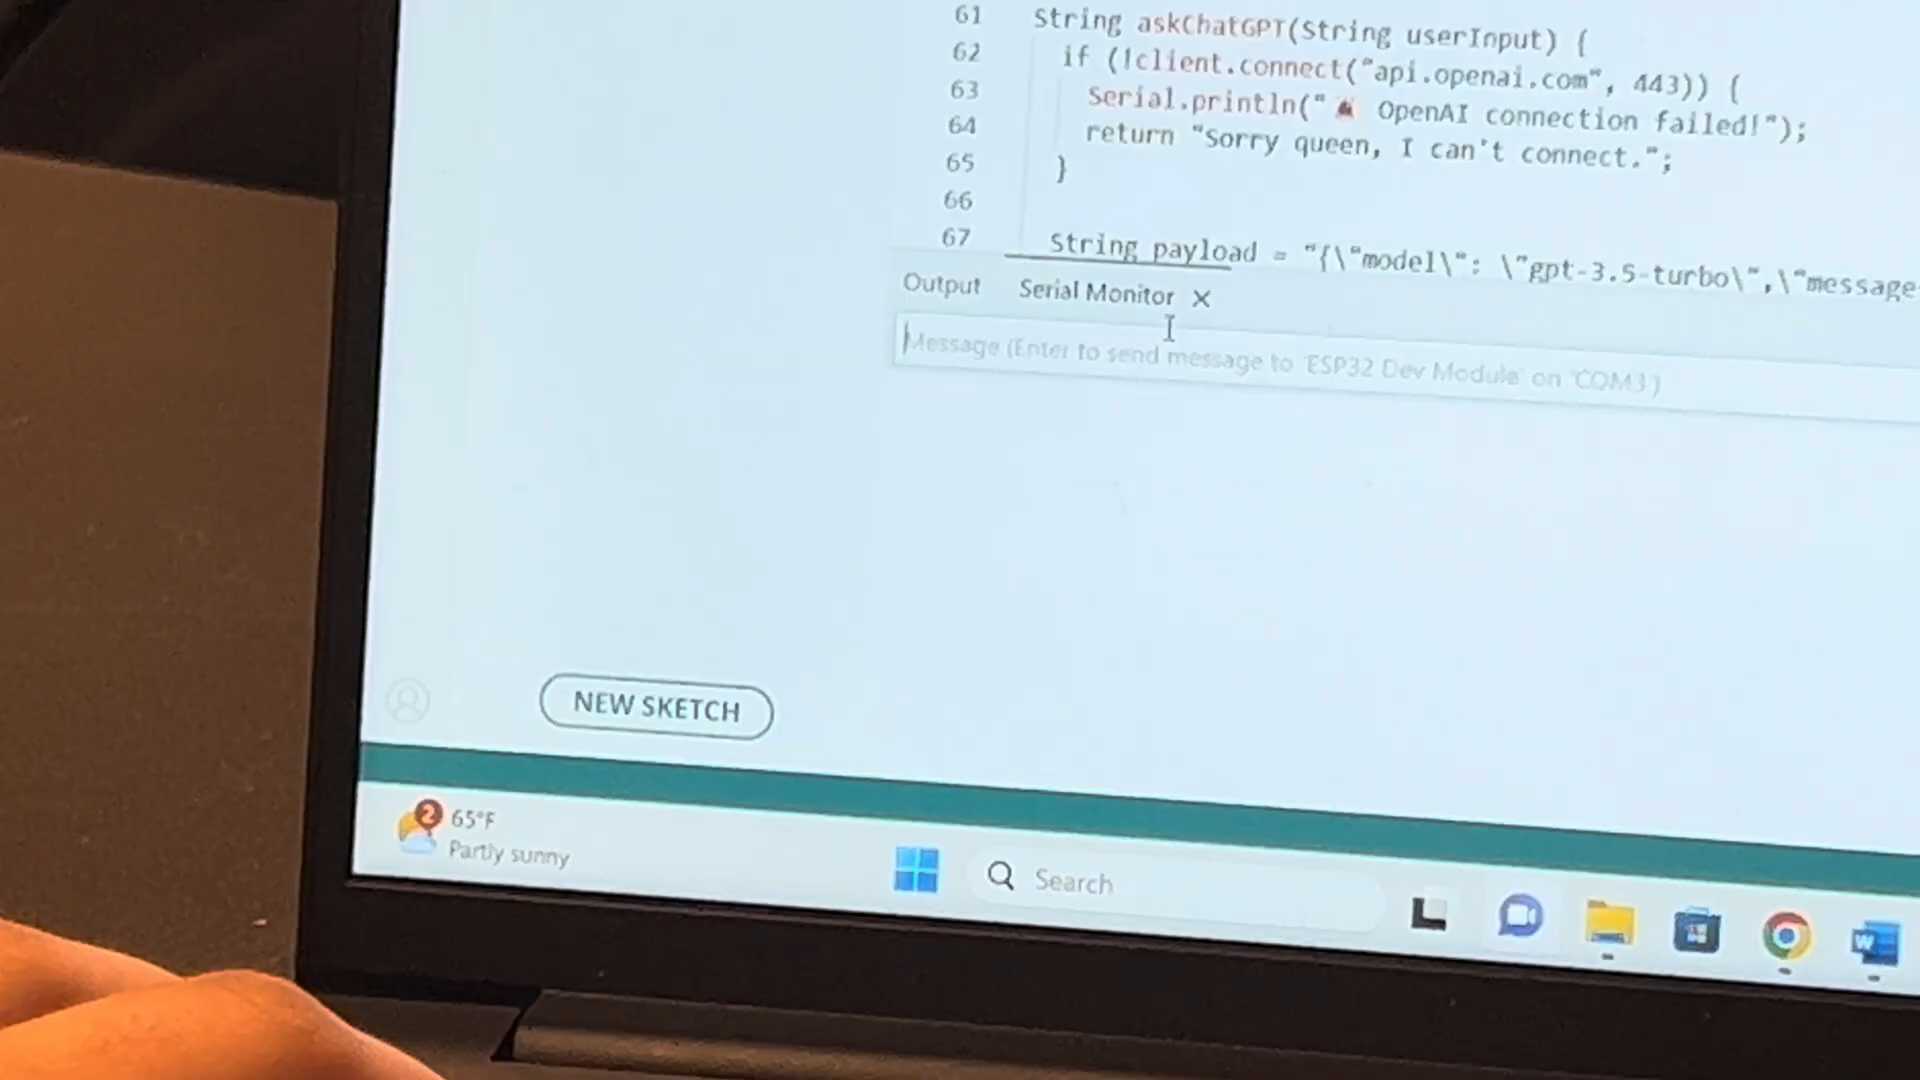 61 String askChatGPT(String userInput) {
62 if (!client.connect("api.openai.com", 443)) {
63 Serial.println("🚨 OpenAI connection failed!");
64 return "Sorry queen, I can't connect.";
65 }
66
67 String payload = "{\"model\": \"gpt-3.5-turbo\",\"message
Output Serial Monitor X
Message (Enter to send message to 'ESP32 Dev Module' on 'COM3')
NEW SKETCH
2 65°F
Partly sunny
Search
W